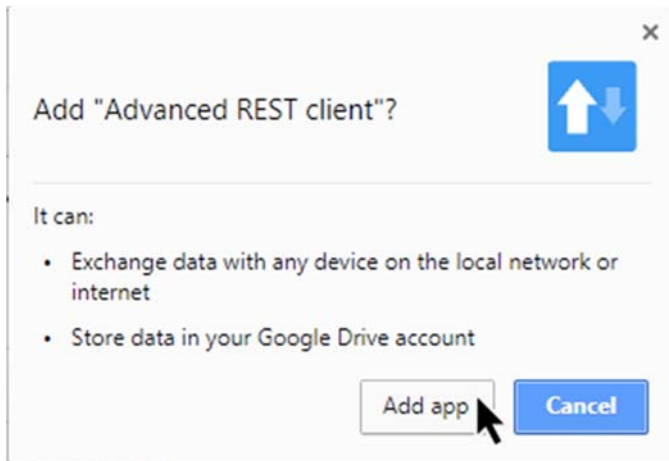 Add "Advanced REST client"?
It can:
• Exchange data with any device on the local network or
internet
• Store data in your Google Drive account
Add app
Cancel